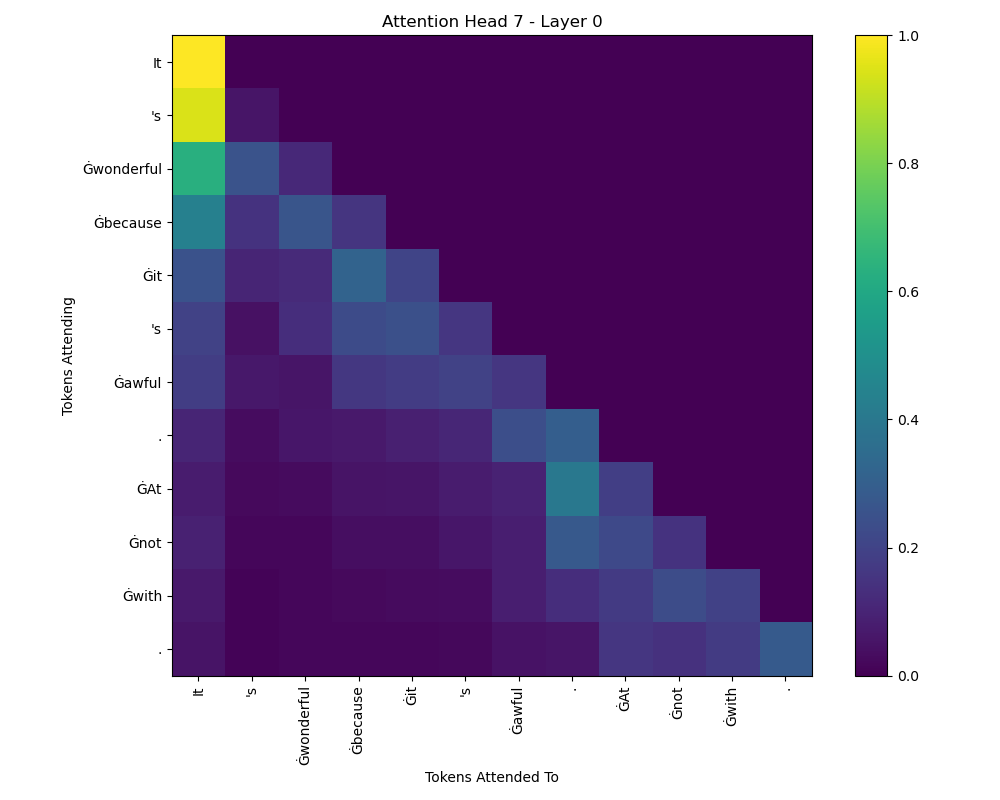 Attention Head 7 - Layer 0
It
's
Ġwonderful
Ġbecause
Ġit
's
Ġawful
.
ĠAt
Ġnot
Ġwith
.
Tokens Attending
It
's
Ġwonderful
Ġbecause
Ġit
's
Ġawful
.
ĠAt
Ġnot
Ġwith
.
Tokens Attended To
1.0
0.8
0.6
0.4
0.2
0.0